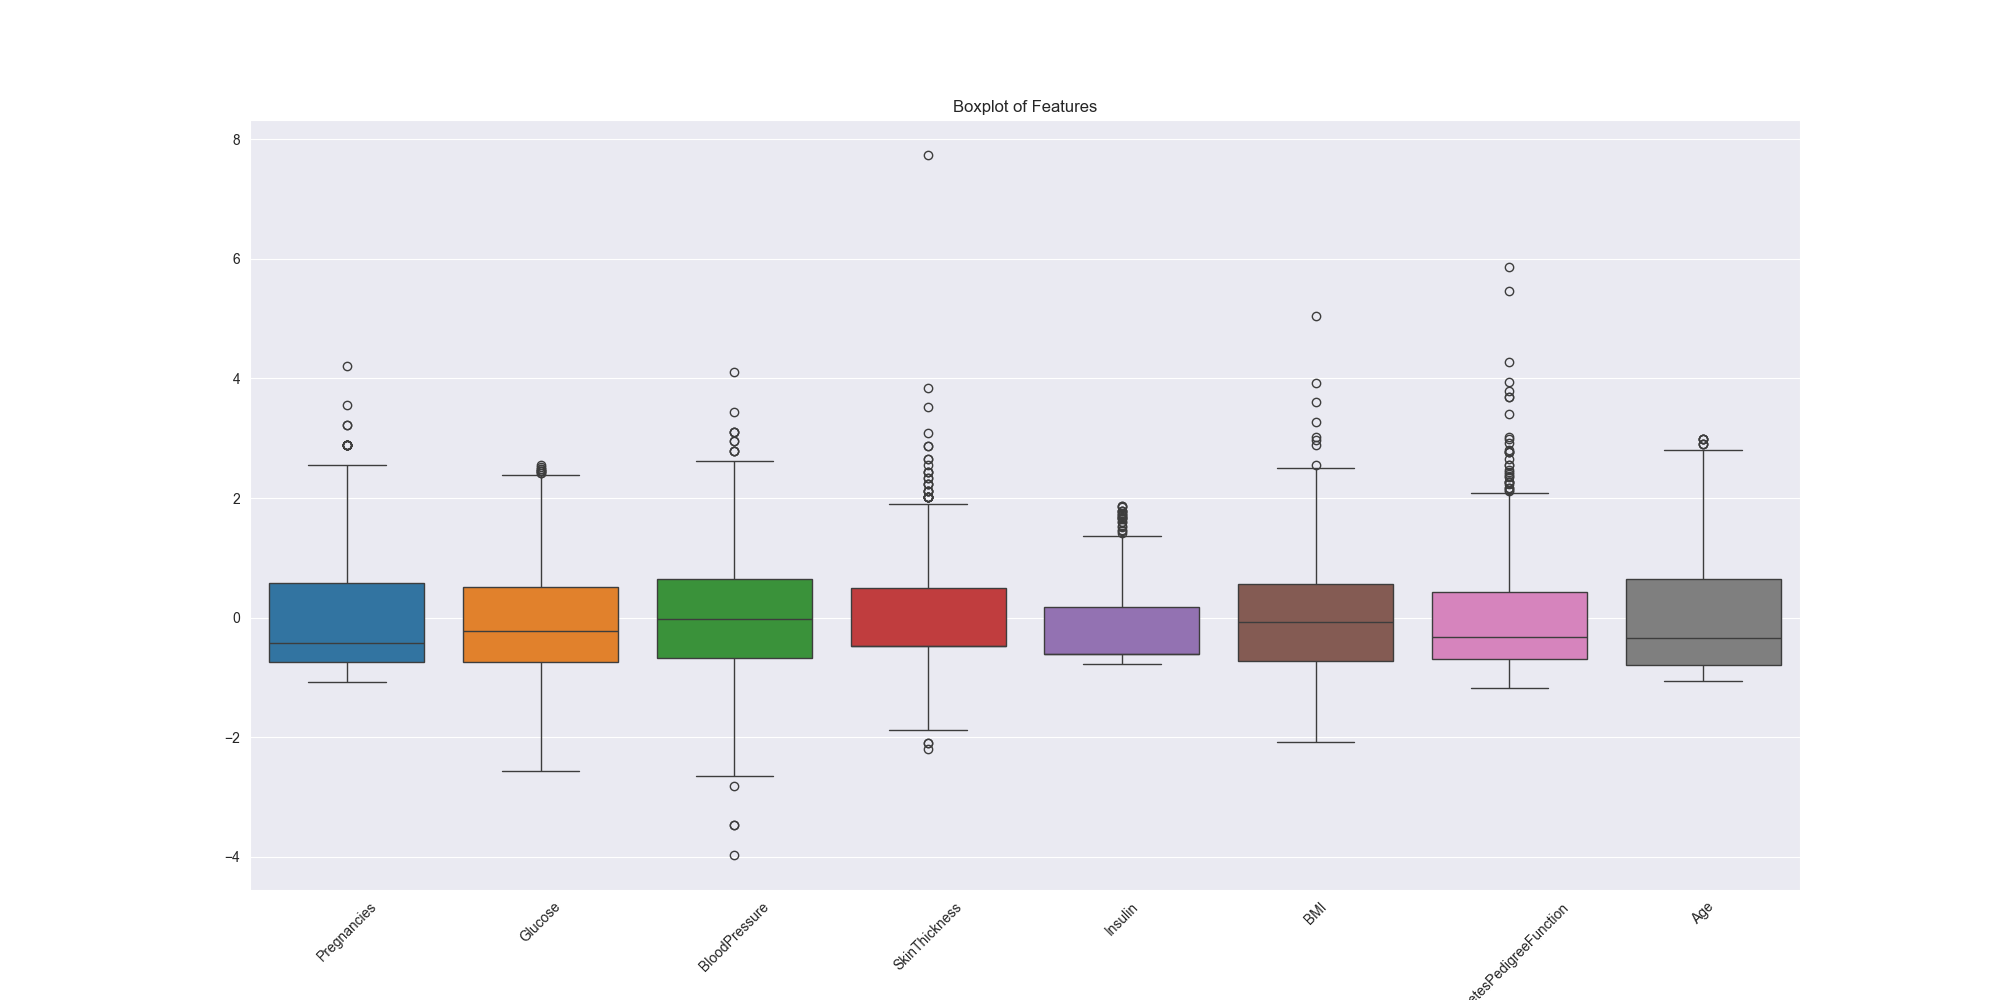 Boxplot of Features
8
6
4
2
0
−2
−4
Pregnancies
Glucose
BloodPressure
SkinThickness
Insulin
BMI
etesPedigreeFunction
Age